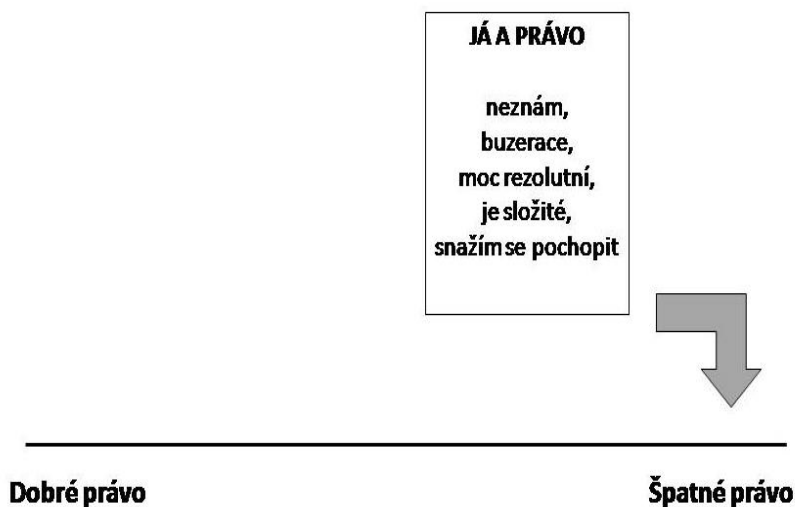 JÁ A PRÁVO
neznám,
buzerace,
moc rezolutní,
je složité,
snažím se pochopit
Dobré právo
Špatné právo